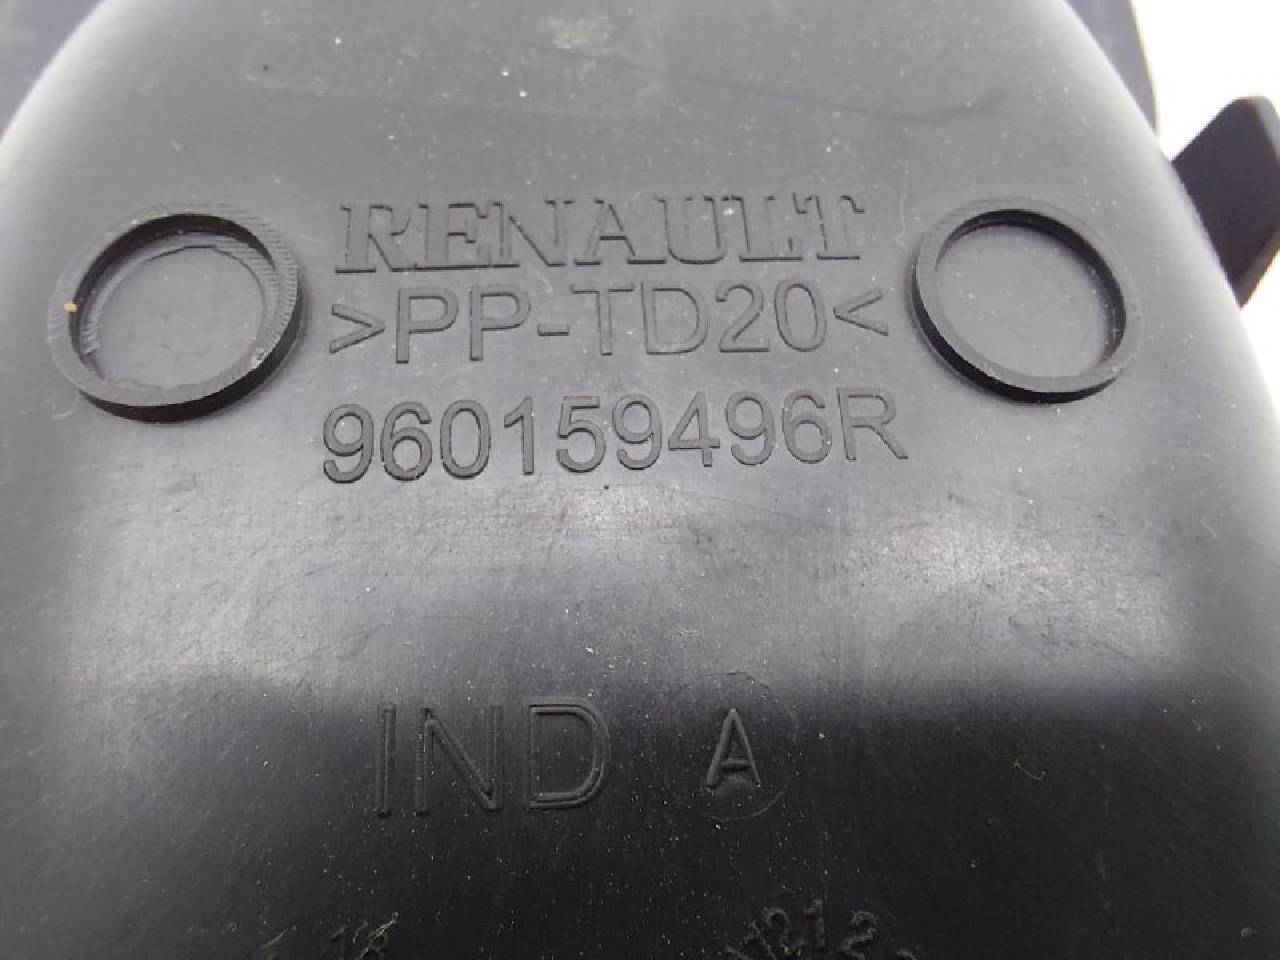 RENAULT
>PP-TD20<
960159496R
IND A